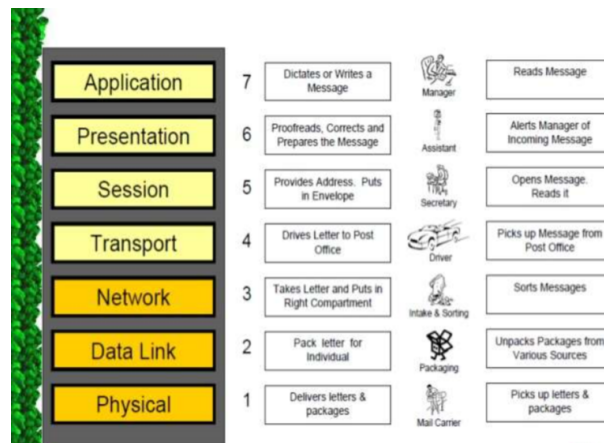 Application
7
Dictates or Writes a
Message
Manager
Reads Message
Presentation
6
Proofreads, Corrects and
Prepares the Message
Assistant
Alerts Manager of
Incoming Message
Session
5
Provides Address. Puts
in Envelope
Secretary
Opens Message.
Reads it
Transport
4
Drives Letter to Post
Office
Driver
Picks up Message from
Post Office
Network
3
Takes Letter and Puts in
Right Compartment
Intake & Sorting
Sorts Messages
Data Link
2
Pack letter for
Individual
Packaging
Unpacks Packages from
Various Sources
Physical
1
Delivers letters &
packages
Mail Carrier
Picks up letters &
packages